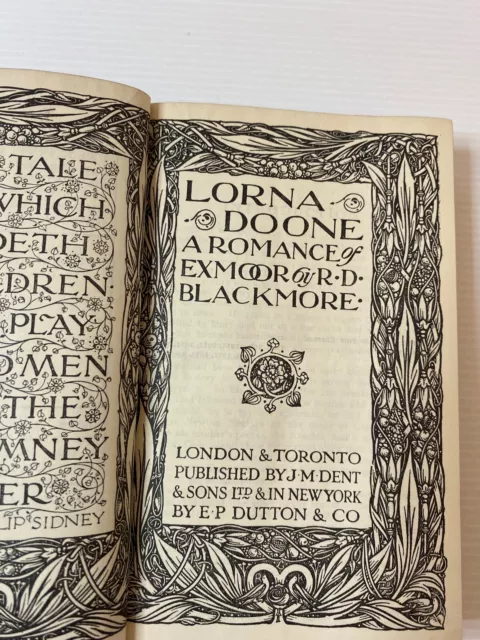 TALE
WHICH
DETH
DREN
PLAY
MEN
THE
MNEY
ER
SIDNEY
LORNA
DOONE
A ROMANCE of
EXMOOR by R·D·
BLACKMORE·
LONDON & TORONTO
PUBLISHED BY J·M·DENT
& SONS LTD & IN NEW YORK
BY E·P DUTTON & CO